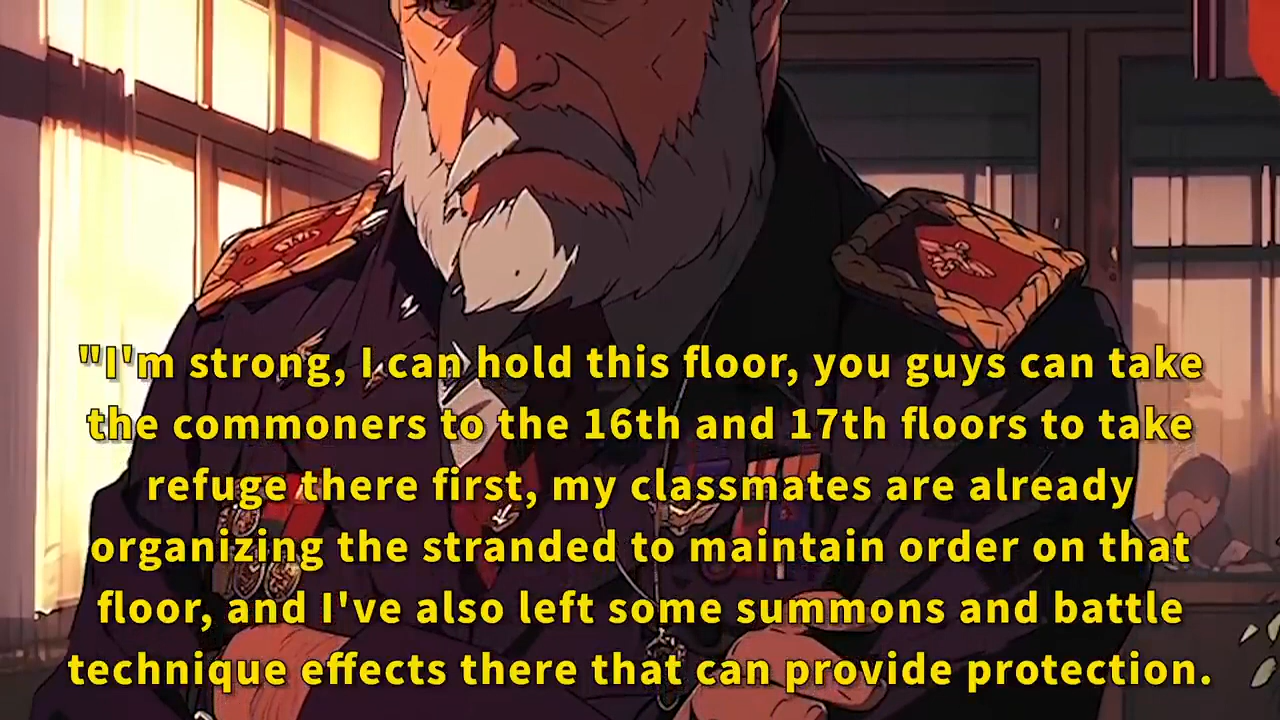 "I'm strong, I can hold this floor, you guys can take
the commoners to the 16th and 17th floors to take
refuge there first, my classmates are already
organizing the stranded to maintain order on that
floor, and I've also left some summons and battle
technique effects there that can provide protection.